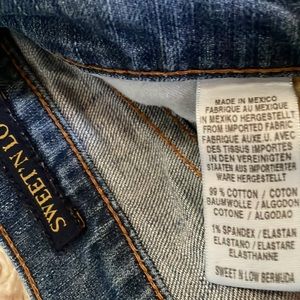 SWEET'N LO
MADE IN MEXICO
FABRIQUE AU MEXIQUE
IN MEXIKO HERGESTELLT
FROM IMPORTED FABRIC
FABRIQUE AUX E.U. AVEC
DES TISSUS IMPORTES
IN DEN VEREINIGTEN
STAATEN AUS IMPORTIERTER
WARE HERGESTELLT
99 % COTTON / COTON
BAUMWOLLE / ALGODON
COTONE / ALGODAO
1% SPANDEX / ELASTAN
ELASTANO / ELASTARE
ELASTHANNE
SWEET N LOW BERMUDA